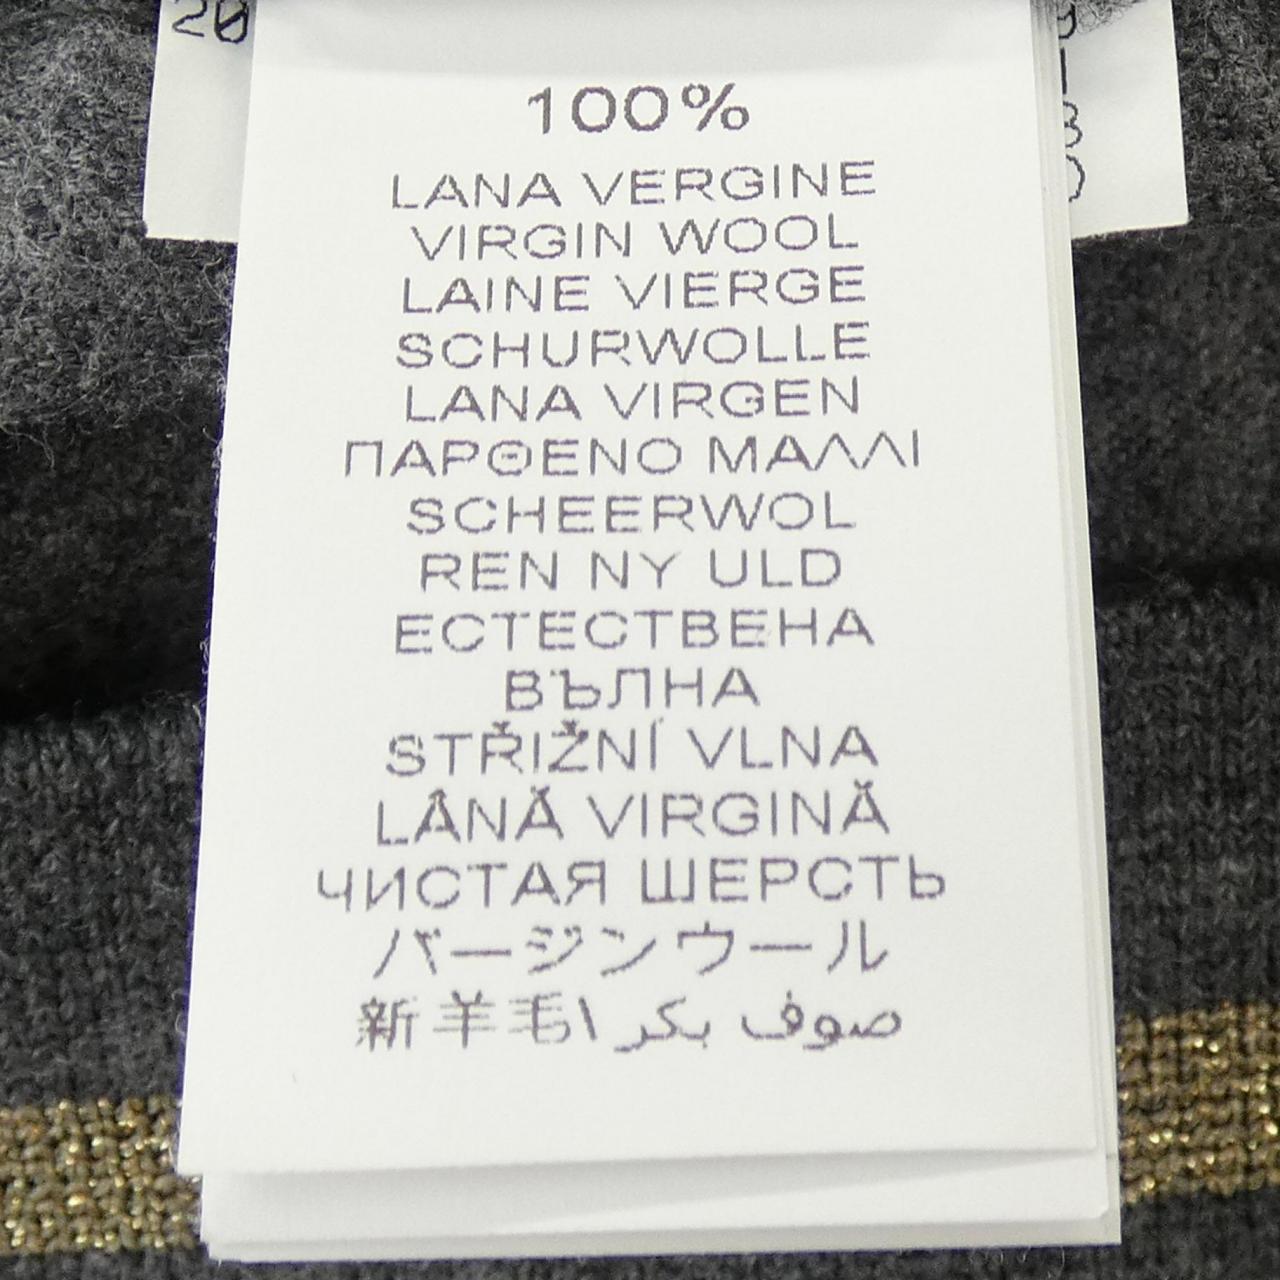 20
100%
LANA VERGINE
VIRGIN WOOL
LAINE VIERGE
SCHURWOLLE
LANA VIRGEN
ΠΑΡΘΕΝΟ ΜΑΛΛΙ
SCHEERWOL
REN NY ULD
ЕСТЕСТВЕНА
ВЪЛНА
STŘIŽNÍ VLNA
LÂNĂ VIRGINĂ
ЧИСТАЯ ШЕРСТЬ
バージンウール
新羊毛\ صوف بكر